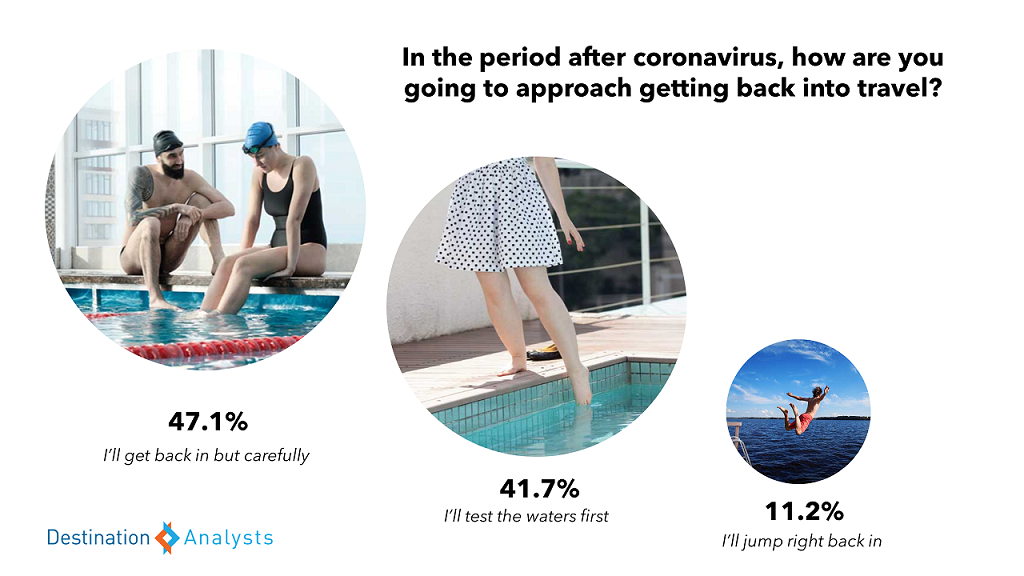 In the period after coronavirus, how are you
going to approach getting back into travel?
47.1%
I'll get back in but carefully
41.7%
I'll test the waters first
11.2%
I'll jump right back in
Destination Analysts